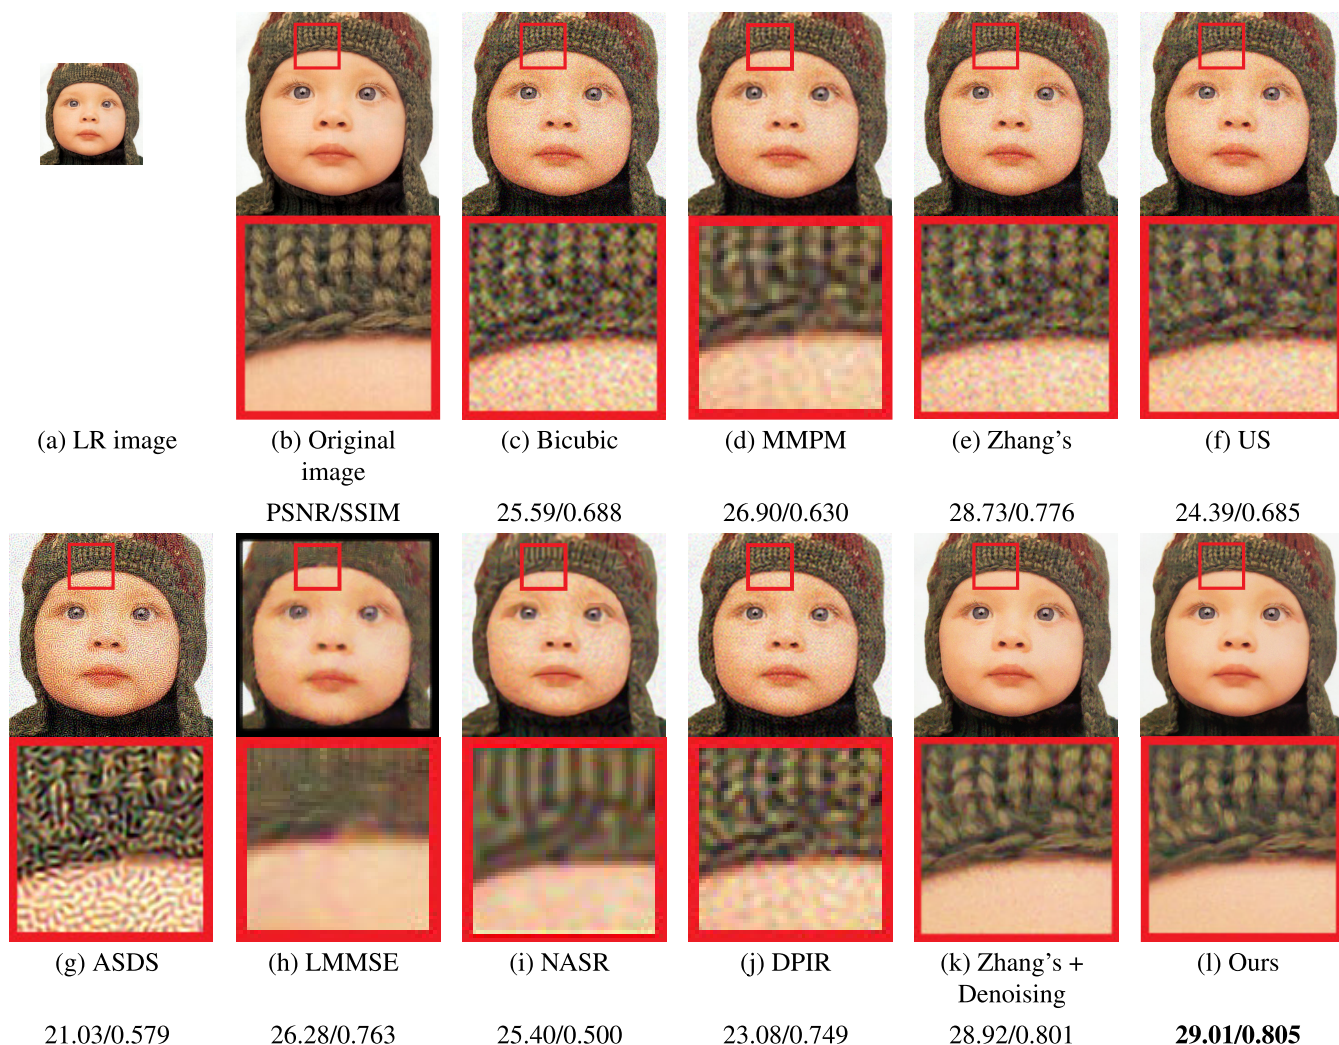 (a) LR image
(b) Original
image
(c) Bicubic
(d) MMPM
(e) Zhang's
(f) US
PSNR/SSIM
25.59/0.688
26.90/0.630
28.73/0.776
24.39/0.685
(g) ASDS
(h) LMMSE
(i) NASR
(j) DPIR
(k) Zhang's +
Denoising
(l) Ours
21.03/0.579
26.28/0.763
25.40/0.500
23.08/0.749
28.92/0.801
29.01/0.805